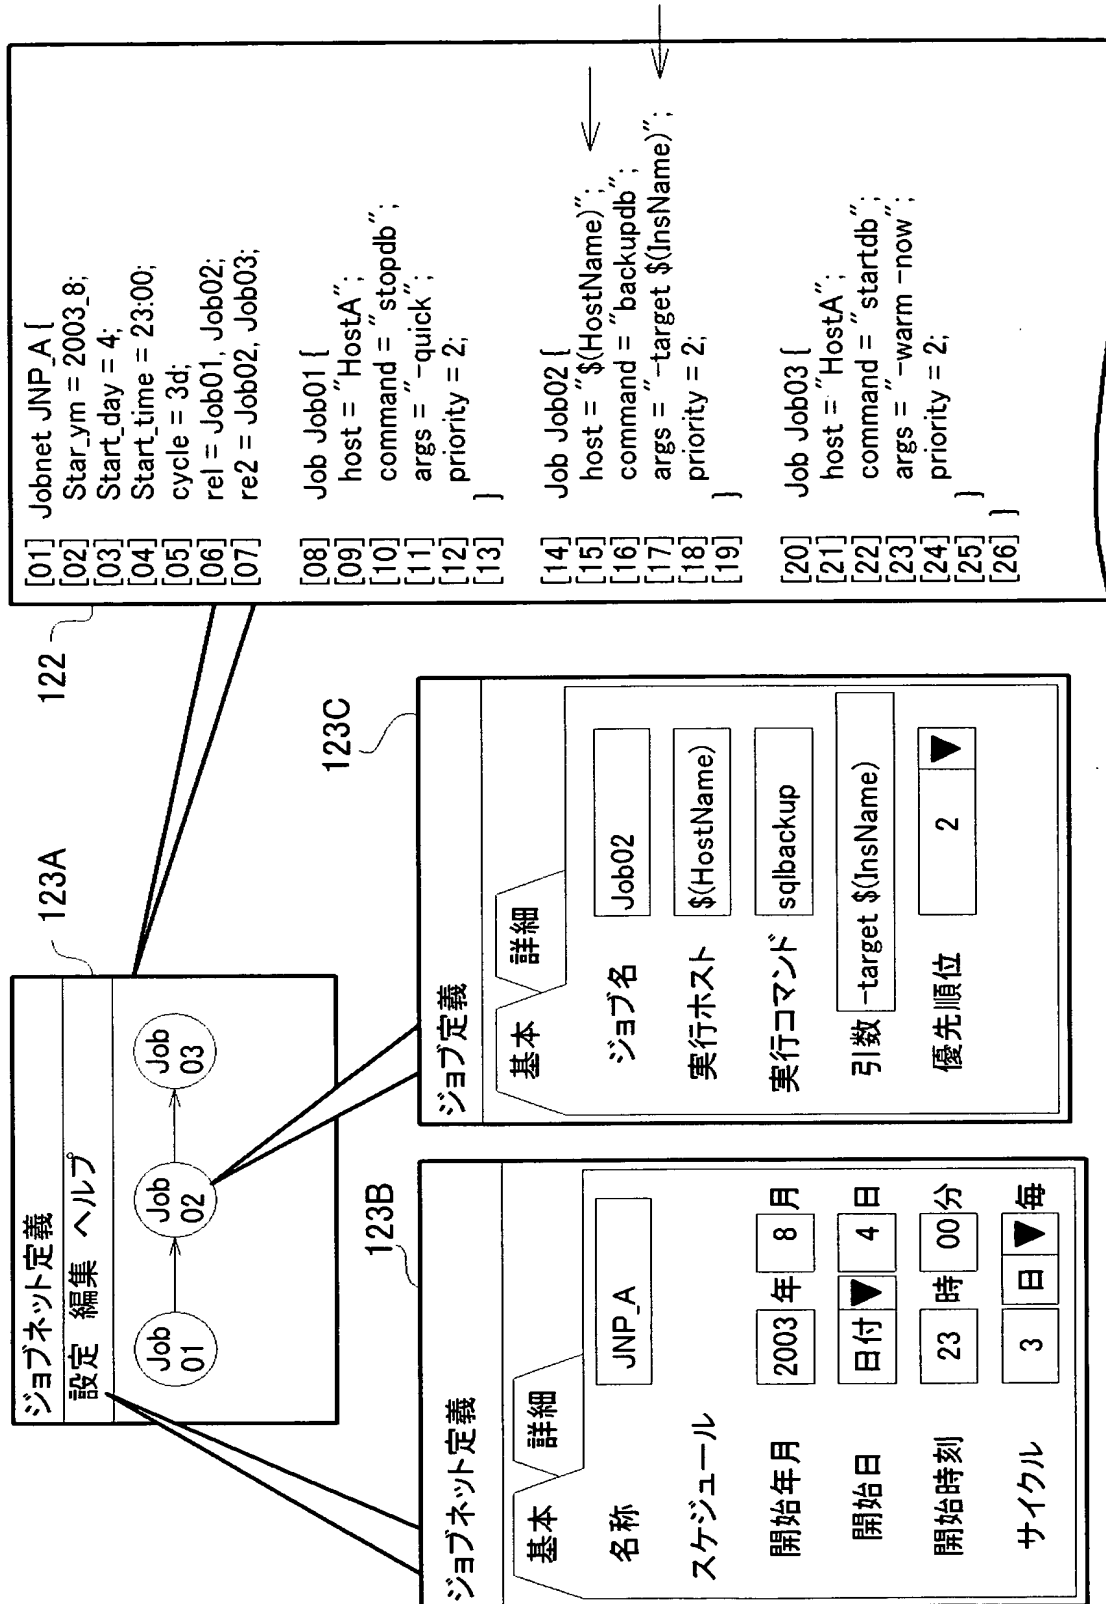 123A
ジョブネット定義
設定 編集 ヘルプ
Job
01
Job
02
Job
03
123B
ジョブネット定義
基本 詳細
名称 JNP_A
スケジュール
開始年月 2003 年 8 月
開始日 日付 ▼ 4 日
開始時刻 23 時 00 分
サイクル 3 日 ▼ 毎
123C
ジョブ定義
基本 詳細
ジョブ名 Job02
実行ホスト $(HostName)
実行コマンド sqlbackup
引数 -target $(InsName)
優先順位 2 ▼
122
[01] Jobnet JNP_A {
[02] Star_ym = 2003_8;
[03] Start_day = 4;
[04] Start_time = 23:00;
[05] cycle = 3d;
[06] re1 = Job01, Job02;
[07] re2 = Job02, Job03;
[08] Job Job01 {
[09] host = "HostA";
[10] command = "stopdb";
[11] args = "-quick";
[12] priority = 2;
[13] }
[14] Job Job02 {
[15] host = "$(HostName)";
[16] command = "backupdb";
[17] args = "-target $(InsName)";
[18] priority = 2;
[19] }
[20] Job Job03 {
[21] host = "HostA";
[22] command = "startdb";
[23] args = "-warm -now";
[24] priority = 2;
[25] }
[26] }